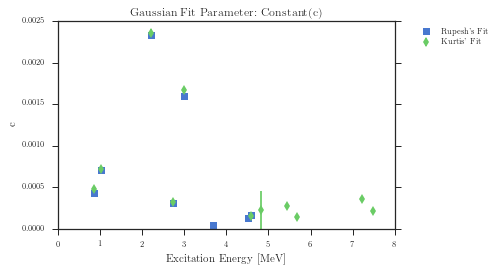 Gaussian Fit Parameter: Constant(c)
Rupesh's Fit
Kurtis' Fit
0.0025
0.0020
0.0015
0.0010
0.0005
0.0000
c
0 1 2 3 4 5 6 7 8
Excitation Energy [MeV]